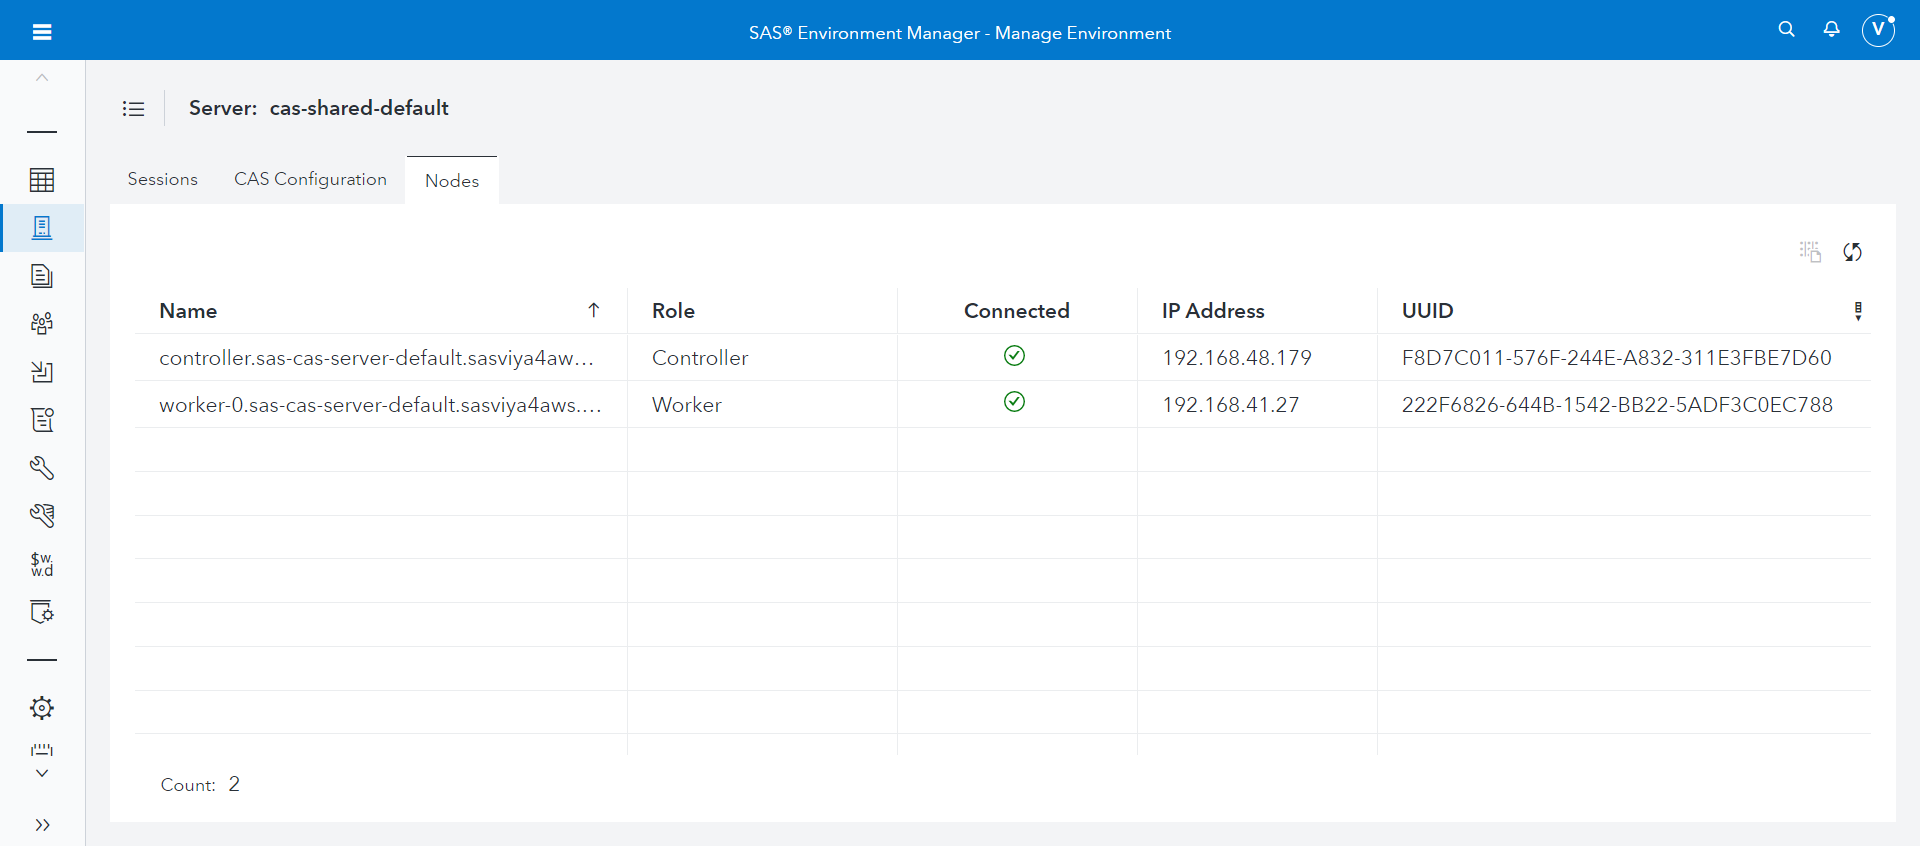 SAS® Environment Manager - Manage Environment
V
Server: cas-shared-default
Sessions CAS Configuration Nodes
Name Role Connected IP Address UUID
controller.sas-cas-server-default.sasviya4aw... Controller 192.168.48.179 F8D7C011-576F-244E-A832-311E3FBE7D60
worker-0.sas-cas-server-default.sasviya4aws.... Worker 192.168.41.27 222F6826-644B-1542-BB22-5ADF3C0EC788
$w.
w.d
Count: 2